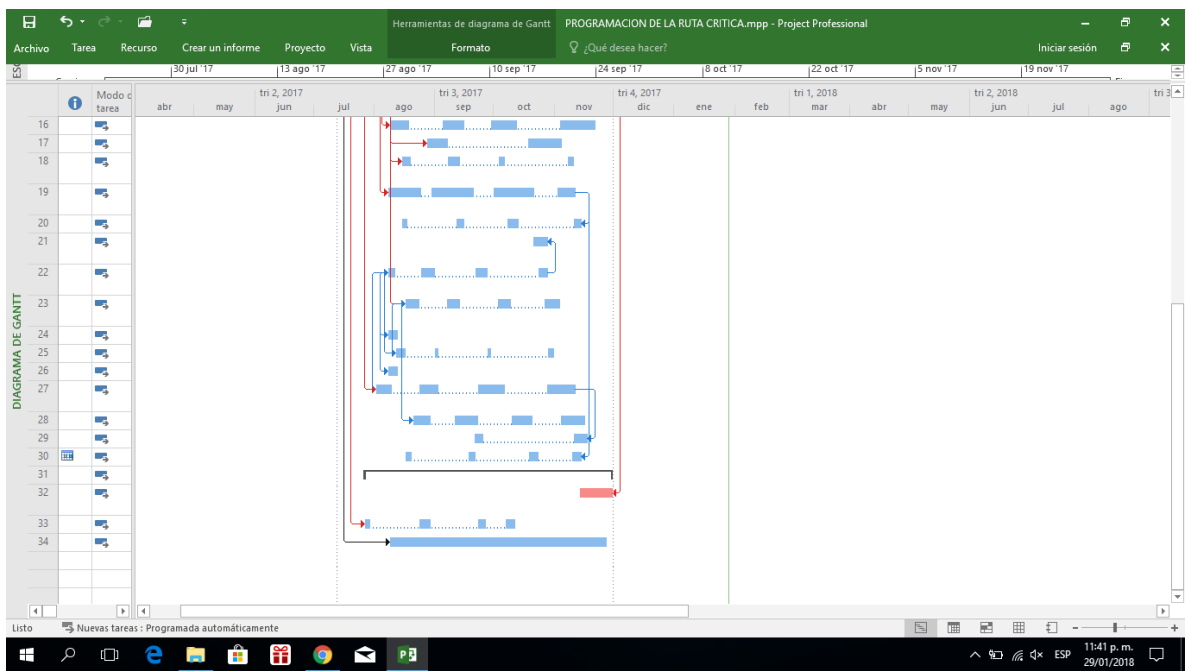 Herramientas de diagrama de Gantt PROGRAMACION DE LA RUTA CRITICA.mpp - Project Professional
Archivo Tarea Recurso Crear un informe Proyecto Vista Formato ¿Qué desea hacer? Iniciar sesión
30 jul '17 13 ago '17 27 ago '17 10 sep '17 24 sep '17 8 oct '17 22 oct '17 5 nov '17 19 nov '17
Modo d tri 2, 2017 tri 3, 2017 tri 4, 2017 tri 1, 2018 tri 2, 2018 tri 3
tarea abr may jun jul ago sep oct nov dic ene feb mar abr may jun jul ago
16
17
18
19
20
21
22
23
24
25
26
27
28
29
30
31
32
33
34
DIAGRAMA DE GANTT
Listo Nuevas tareas : Programada automáticamente
ESP 11:41 p. m.
29/01/2018